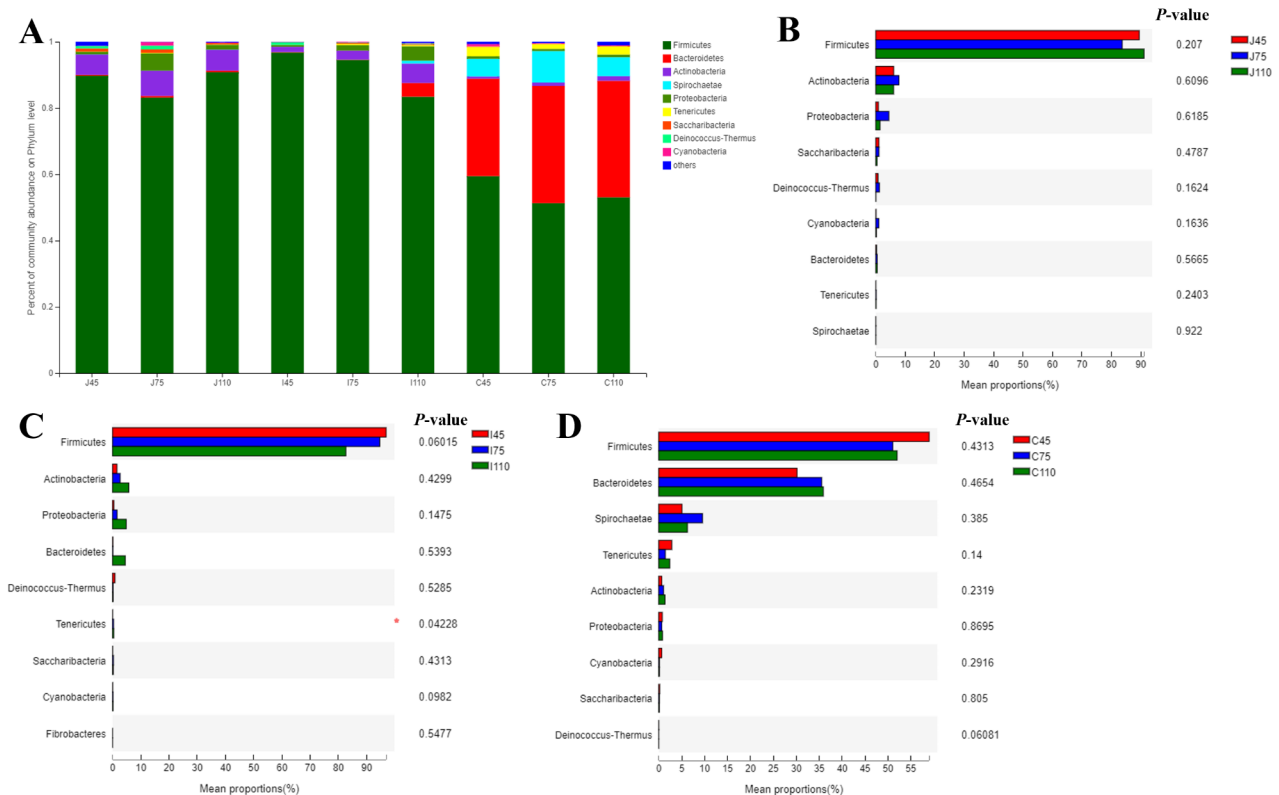 A
Percent of community abundance on Phylum level
1
0.8
0.6
0.4
0.2
0
J45 J75 J110 I45 I75 I110 C45 C75 C110
Firmicutes
Bacteroidetes
Actinobacteria
Spirochaetae
Proteobacteria
Tenericutes
Saccharibacteria
Deinococcus-Thermus
Cyanobacteria
others
B
P-value
J45
J75
J110
Firmicutes 0.207
Actinobacteria 0.6096
Proteobacteria 0.6185
Saccharibacteria 0.4787
Deinococcus-Thermus 0.1624
Cyanobacteria 0.1636
Bacteroidetes 0.5665
Tenericutes 0.2403
Spirochaetae 0.922
0 10 20 30 40 50 60 70 80 90
Mean proportions(%)
C
P-value
I45
I75
I110
Firmicutes 0.06015
Actinobacteria 0.4299
Proteobacteria 0.1475
Bacteroidetes 0.5393
Deinococcus-Thermus 0.5285
Tenericutes * 0.04228
Saccharibacteria 0.4313
Cyanobacteria 0.0982
Fibrobacteres 0.5477
0 10 20 30 40 50 60 70 80 90
Mean proportions(%)
D
P-value
C45
C75
C110
Firmicutes 0.4313
Bacteroidetes 0.4654
Spirochaetae 0.385
Tenericutes 0.14
Actinobacteria 0.2319
Proteobacteria 0.8695
Cyanobacteria 0.2916
Saccharibacteria 0.805
Deinococcus-Thermus 0.06081
0 5 10 15 20 25 30 35 40 45 50 55
Mean proportions(%)